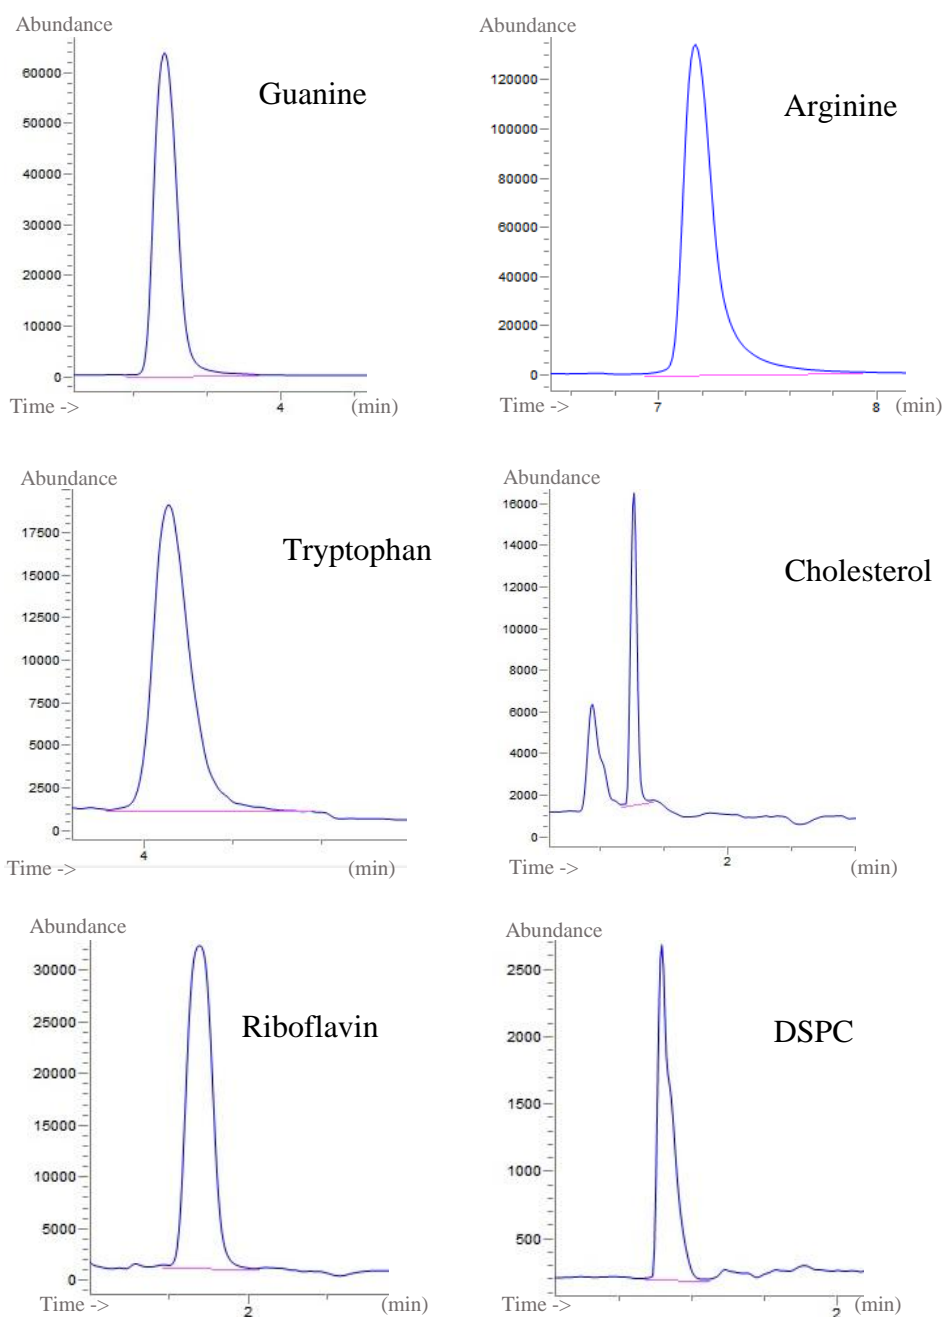 Abundance
60000
50000
40000
30000
20000
10000
0
Guanine
Time ->
4
(min)
Abundance
120000
100000
80000
60000
40000
20000
0
Arginine
Time ->
7
8
(min)
Abundance
17500
15000
12500
10000
7500
5000
2500
0
Tryptophan
Time ->
4
(min)
Abundance
16000
14000
12000
10000
8000
6000
4000
2000
0
Cholesterol
Time ->
2
(min)
Abundance
30000
25000
20000
15000
10000
5000
0
Riboflavin
Time ->
2
(min)
Abundance
2500
2000
1500
1000
500
DSPC
Time ->
2
(min)